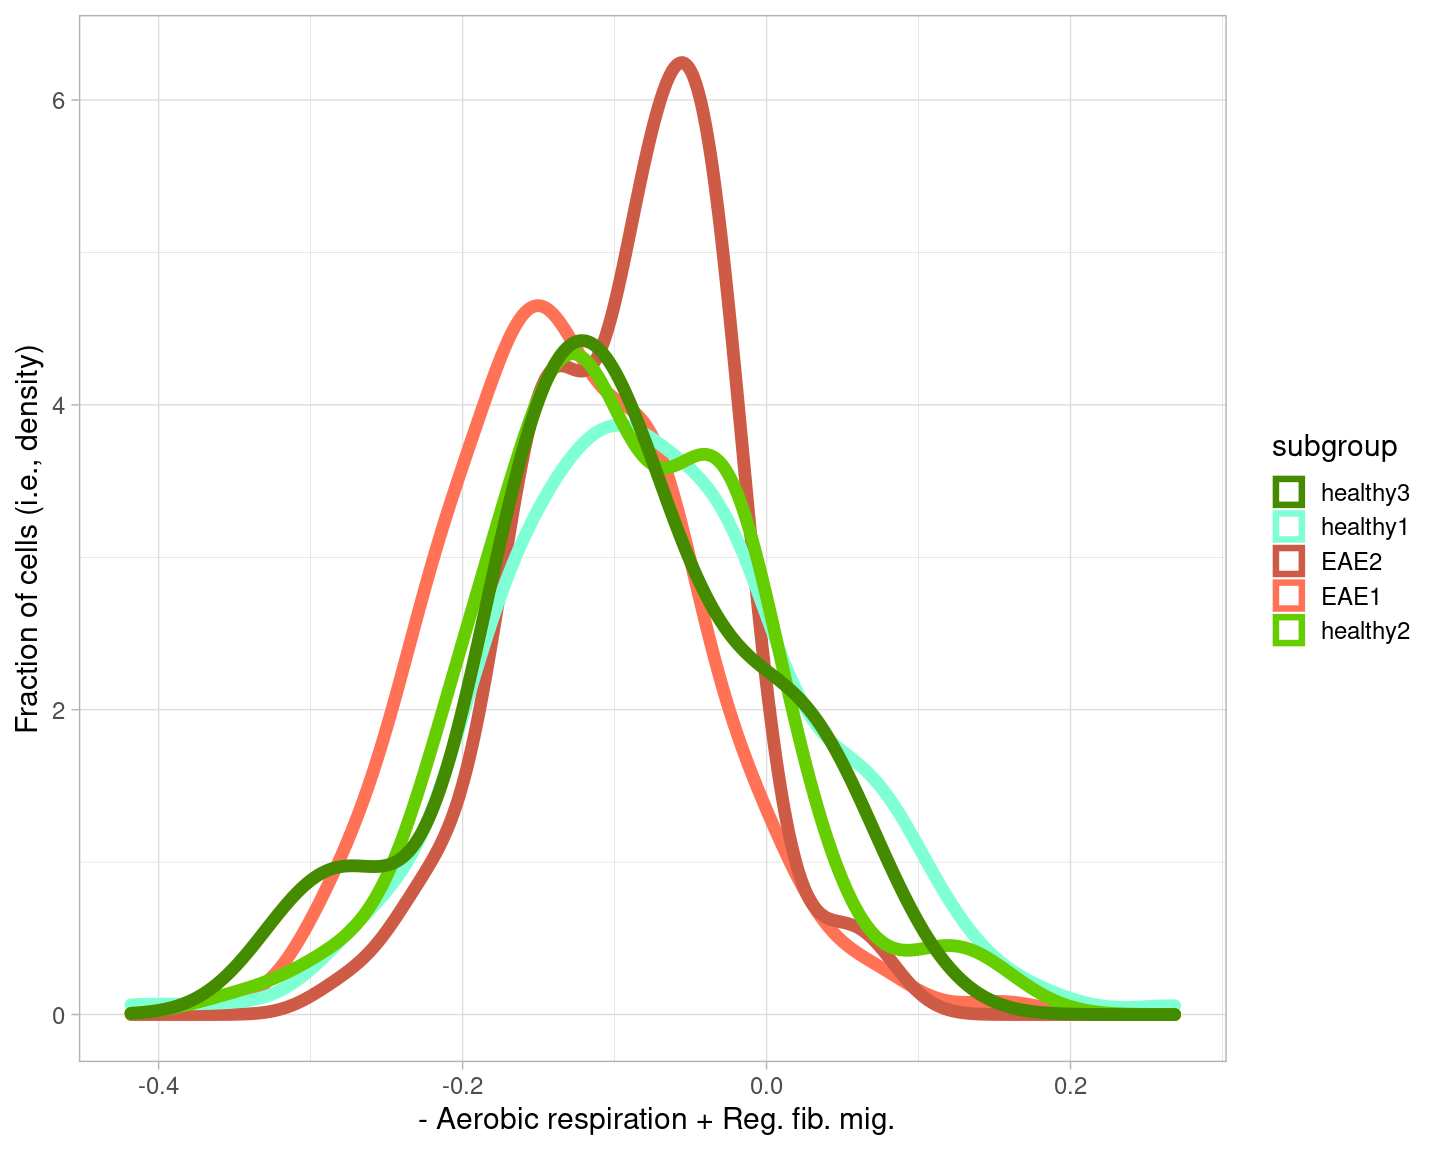 Fraction of cells (i.e., density)
6
4
2
0
-0.4
-0.2
0.0
0.2
- Aerobic respiration + Reg. fib. mig.
subgroup
healthy3
healthy1
EAE2
EAE1
healthy2